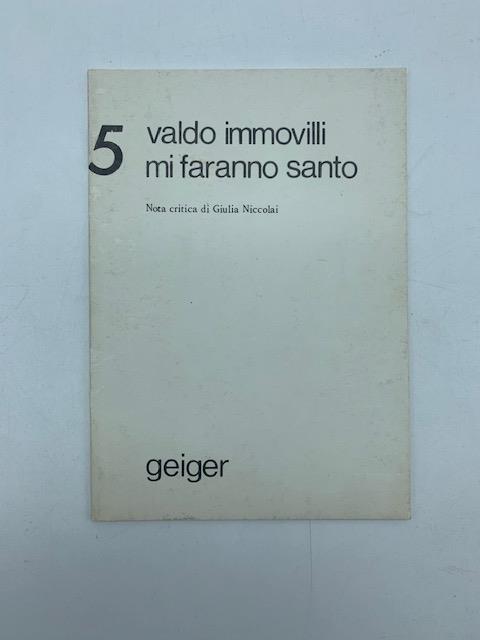 5
valdo immovilli
mi faranno santo
Nota critica di Giulia Niccolai
geiger